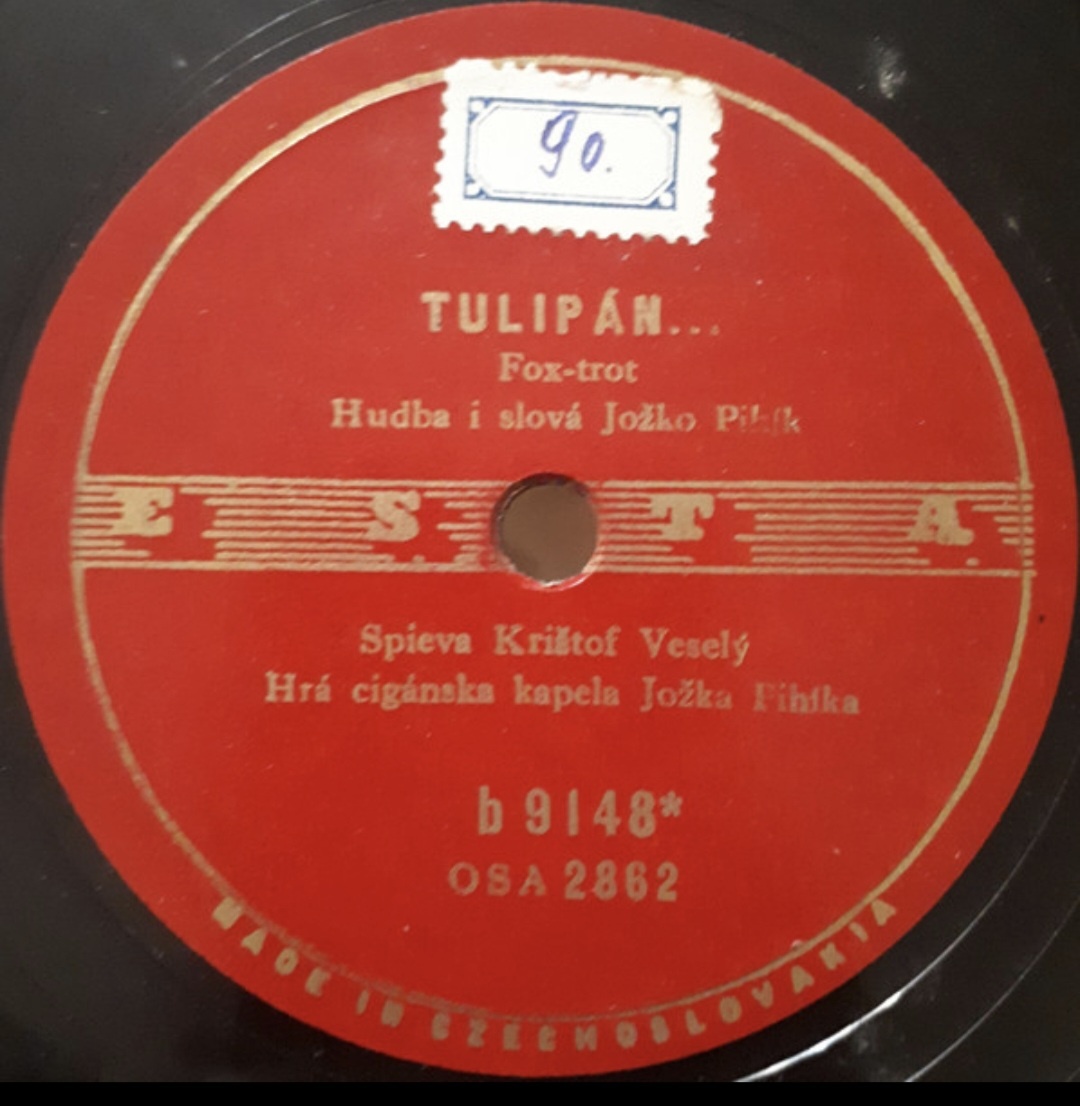 90.
TULIPÁN...
Fox-trot
Hudba i slová Jožko Pihík
E S T A
Spieva Krištof Veselý
Hrá cigánska kapela Jožka Pihíka
b 9148*
OSA 2862
MADE IN CZECHOSLOVAKIA